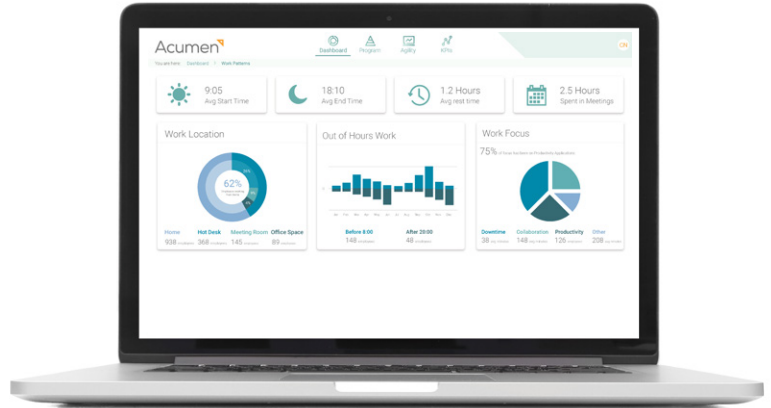 Acumen
Dashboard Program Agility KPIs
ON
You are here: Dashboard > Work Patterns
9:05
Avg Start Time
18:10
Avg End Time
1.2 Hours
Avg rest time
2.5 Hours
Spent in Meetings
Work Location
62%
Home Hot Desk Meeting Room Office Space
938 368 145 89
Out of Hours Work
Before 8:00 After 20:00
148 48
Work Focus
75%
Downtime Collaboration Productivity Other
38 148 126 208